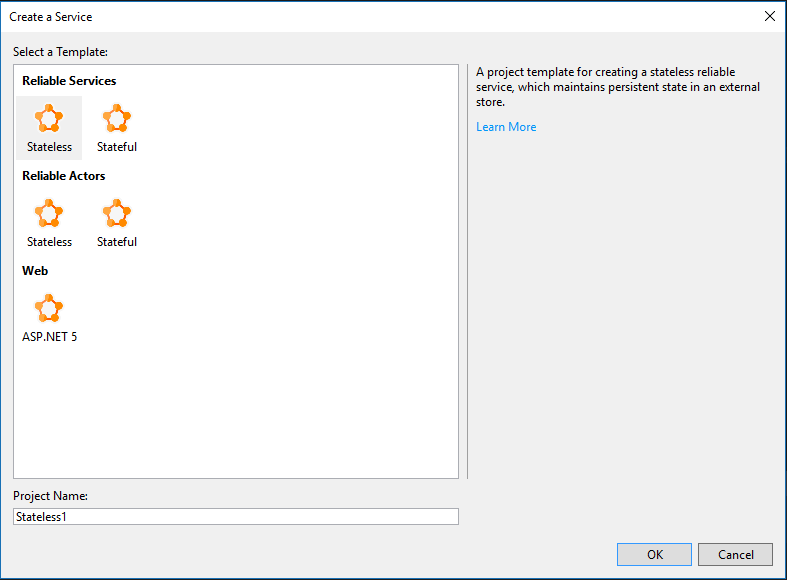 Create a Service
Select a Template:
Reliable Services
Stateless Stateful
Reliable Actors
Stateless Stateful
Web
ASP.NET 5
A project template for creating a stateless reliable
service, which maintains persistent state in an external
store.
Learn More
Project Name:
Stateless1
OK Cancel